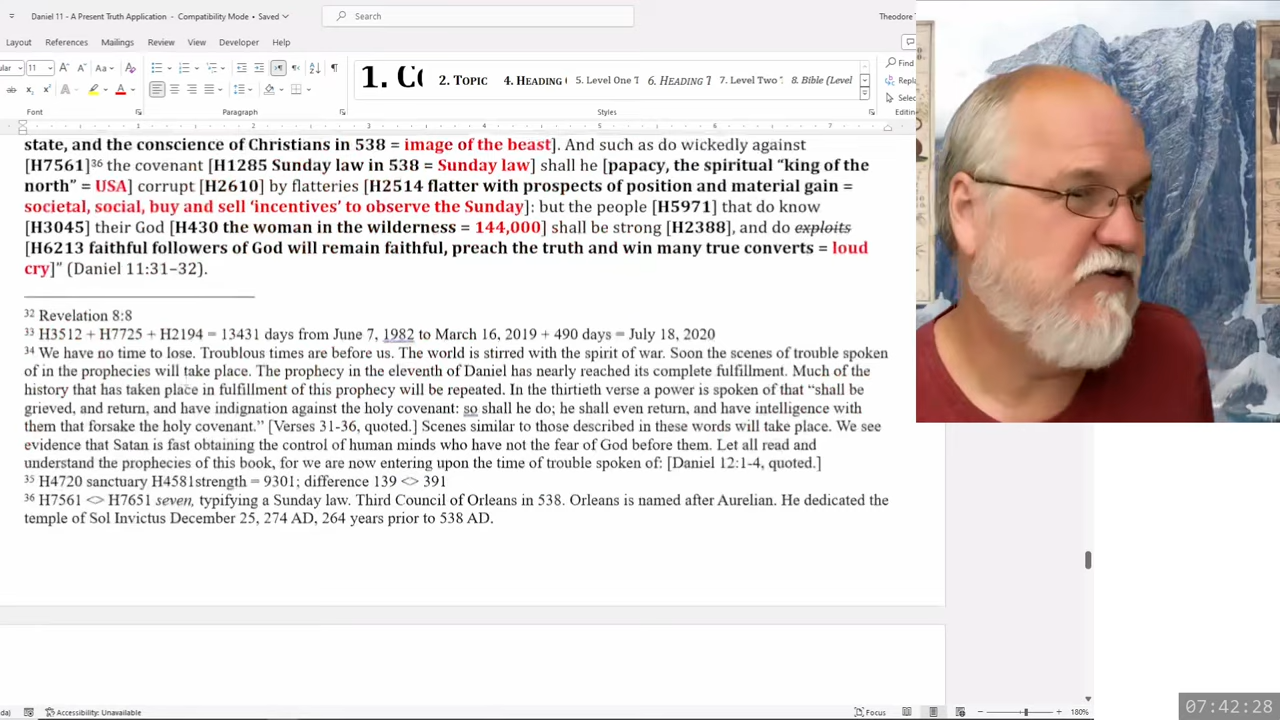 Daniel 11 - A Present Truth Application - Compatibility Mode • Saved
Search
Theodore
Layout References Mailings Review View Developer Help
11
Aa
Find
1. 2. TOPIC 4. HEADING 5. Level One 6. HEADING 7. Level Two 8. Bible (Level
Font Paragraph Styles
1 2 3 4 5 6 7
state, and the conscience of Christians in 538 = image of the beast]. And such as do wickedly against
[H7561]36 the covenant [H1285 Sunday law in 538 = Sunday law] shall he [papacy, the spiritual “king of the
north” = USA] corrupt [H2610] by flatteries [H2514 flatter with prospects of position and material gain =
societal, social, buy and sell ‘incentives’ to observe the Sunday]: but the people [H5971] that do know
[H3045] their God [H430 the woman in the wilderness = 144,000] shall be strong [H2388], and do exploits
[H6213 faithful followers of God will remain faithful, preach the truth and win many true converts = loud
cry]” (Daniel 11:31–32).
32 Revelation 8:8
33 H3512 + H7725 + H2194 = 13431 days from June 7, 1982 to March 16, 2019 + 490 days = July 18, 2020
34 We have no time to lose. Troublous times are before us. The world is stirred with the spirit of war. Soon the scenes of trouble spoken
of in the prophecies will take place. The prophecy in the eleventh of Daniel has nearly reached its complete fulfillment. Much of the
history that has taken place in fulfillment of this prophecy will be repeated. In the thirtieth verse a power is spoken of that “shall be
grieved, and return, and have indignation against the holy covenant: so shall he do; he shall even return, and have intelligence with
them that forsake the holy covenant.” [Verses 31-36, quoted.] Scenes similar to those described in these words will take place. We see
evidence that Satan is fast obtaining the control of human minds who have not the fear of God before them. Let all read and
understand the prophecies of this book, for we are now entering upon the time of trouble spoken of: [Daniel 12:1-4, quoted.]
35 H4720 sanctuary H4581strength = 9301; difference 139 <> 391
36 H7561 <> H7651 seven, typifying a Sunday law. Third Council of Orleans in 538. Orleans is named after Aurelian. He dedicated the
temple of Sol Invictus December 25, 274 AD, 264 years prior to 538 AD.
Accessibility: Unavailable
Focus
180%
07:42:28